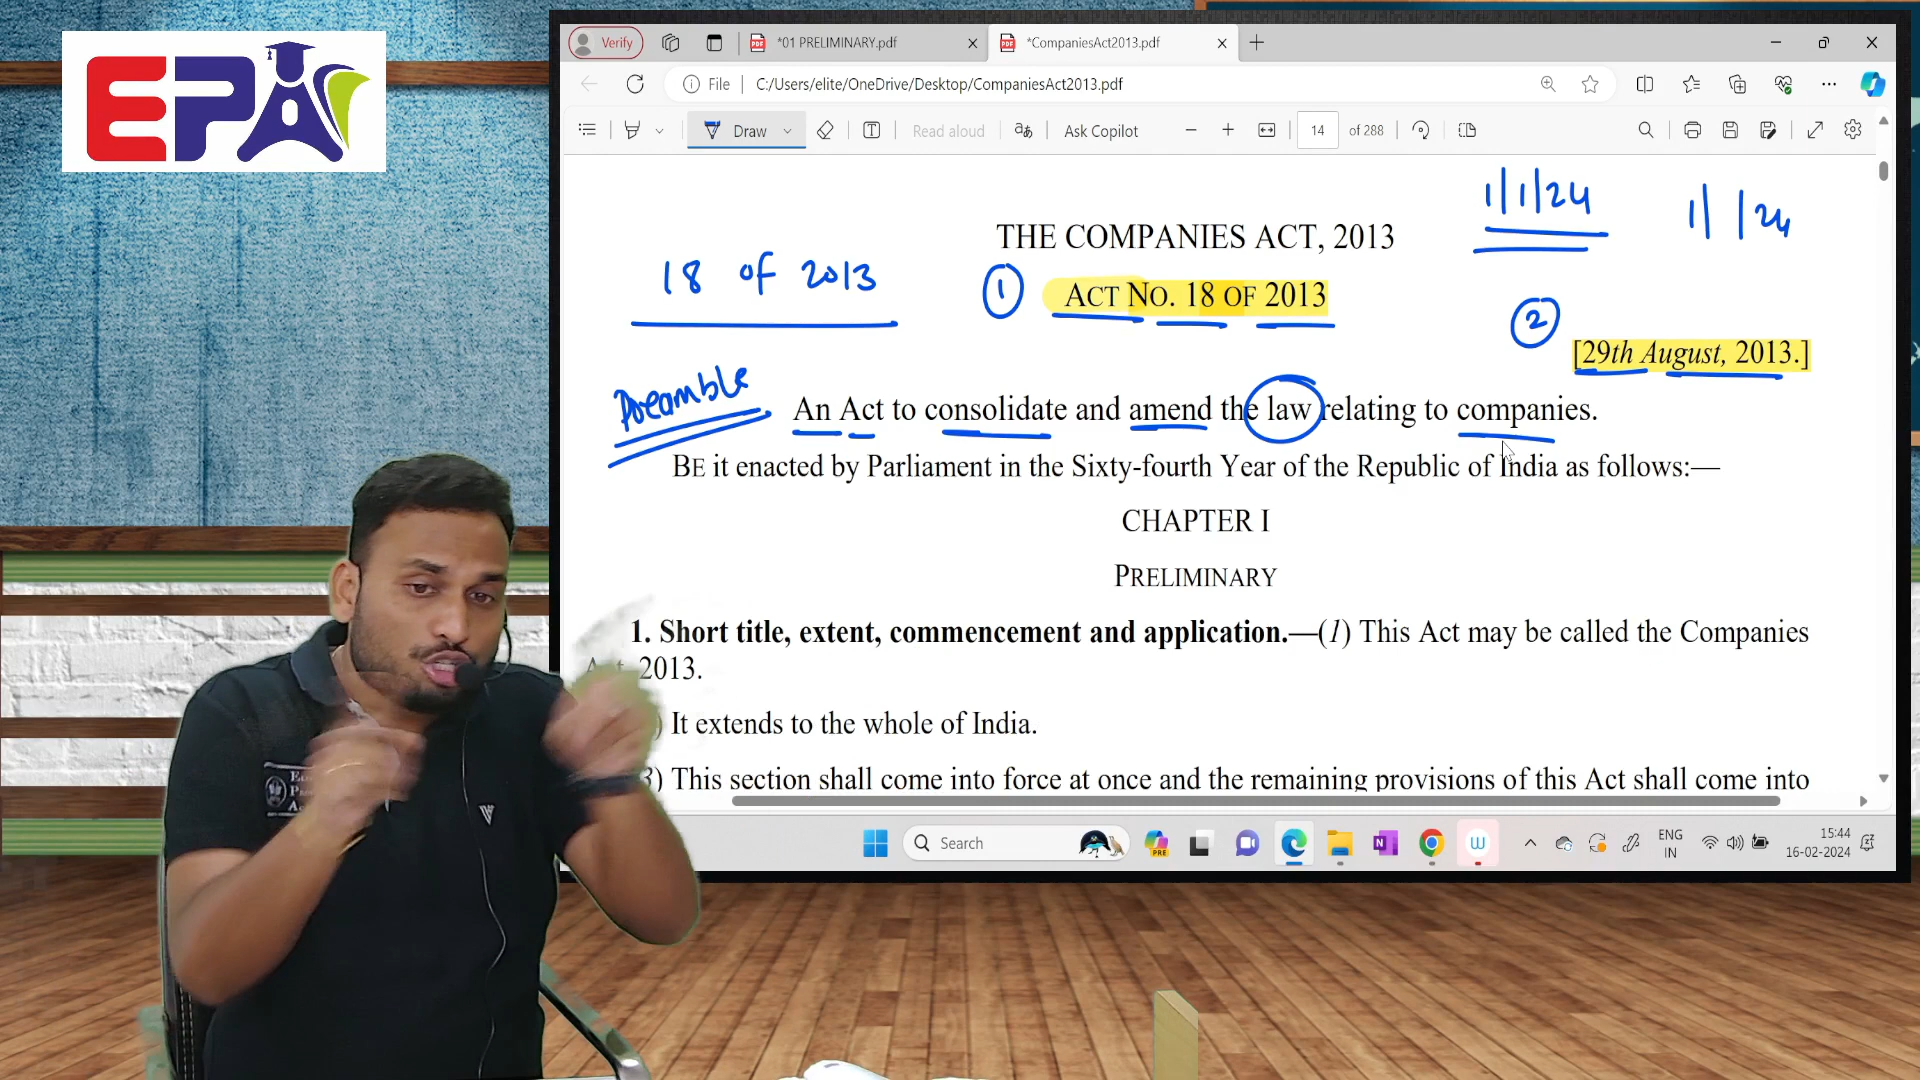 EPA
Verify
*01 PRELIMINARY.pdf
*CompaniesAct2013.pdf
File
C:/Users/elite/OneDrive/Desktop/CompaniesAct2013.pdf
Draw
Read aloud
Ask Copilot
14
of 288
1/1/24
1/ /24
THE COMPANIES ACT, 2013
18 of 2013
1
ACT NO. 18 OF 2013
2
[29th August, 2013.]
Preamble
An Act to consolidate and amend the law relating to companies.
BE it enacted by Parliament in the Sixty-fourth Year of the Republic of India as follows:—
CHAPTER I
PRELIMINARY
1. Short title, extent, commencement and application.—(1) This Act may be called the Companies
Act, 2013.
) It extends to the whole of India.
3) This section shall come into force at once and the remaining provisions of this Act shall come into
Search
PRE
N
W
ENG
IN
15:44
16-02-2024